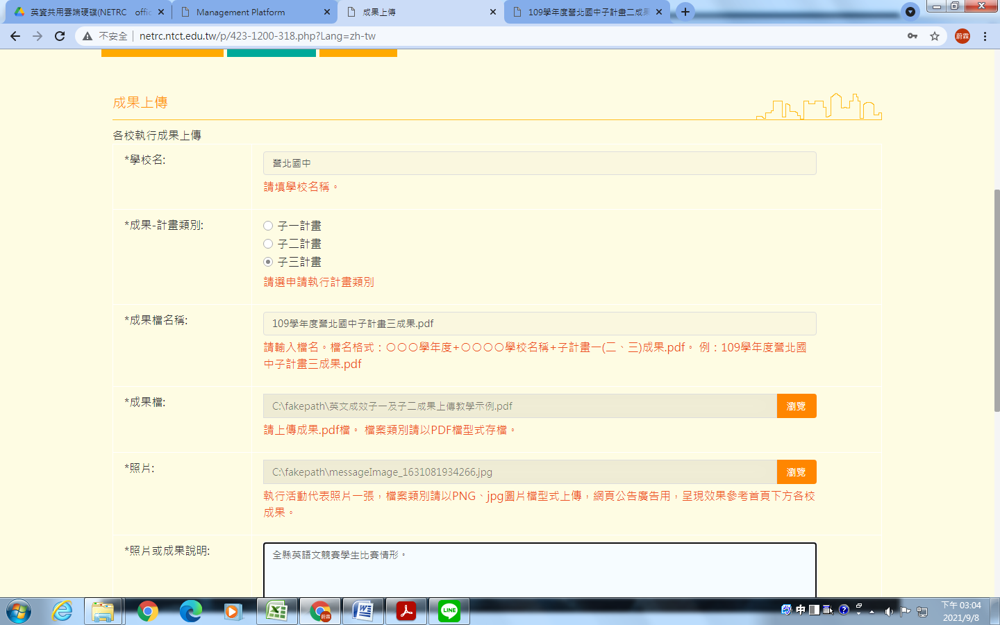 英資共用雲端硬碟(NETRC offic
Management Platform
成果上傳
109學年度營北國中子計畫二成果
不安全
netrc.ntct.edu.tw/p/423-1200-318.php?Lang=zh-tw
蔚霖
成果上傳
各校執行成果上傳
*學校名:
營北國中
請填學校名稱。
*成果-計畫類別:
子一計畫
子二計畫
子三計畫
請選申請執行計畫類別
*成果檔名稱:
109學年度營北國中子計畫三成果.pdf
請輸入檔名。檔名格式：〇〇〇學年度+〇〇〇〇學校名稱+子計畫一(二、三)成果.pdf。 例：109學年度營北國
中子計畫三成果.pdf
*成果檔:
C:\fakepath\英文成效子一及子二成果上傳教學示例.pdf
瀏覽
請上傳成果.pdf檔。 檔案類別請以PDF檔型式存檔。
*照片:
C:\fakepath\messageImage_1631081934266.jpg
瀏覽
執行活動代表照片一張，檔案類別請以PNG、jpg圖片檔型式上傳，網頁公告廣告用，呈現效果參考首頁下方各校
成果。
*照片或成果說明:
全縣英語文競賽學生比賽情形。
LINE
中
下午 03:04
2021/9/8